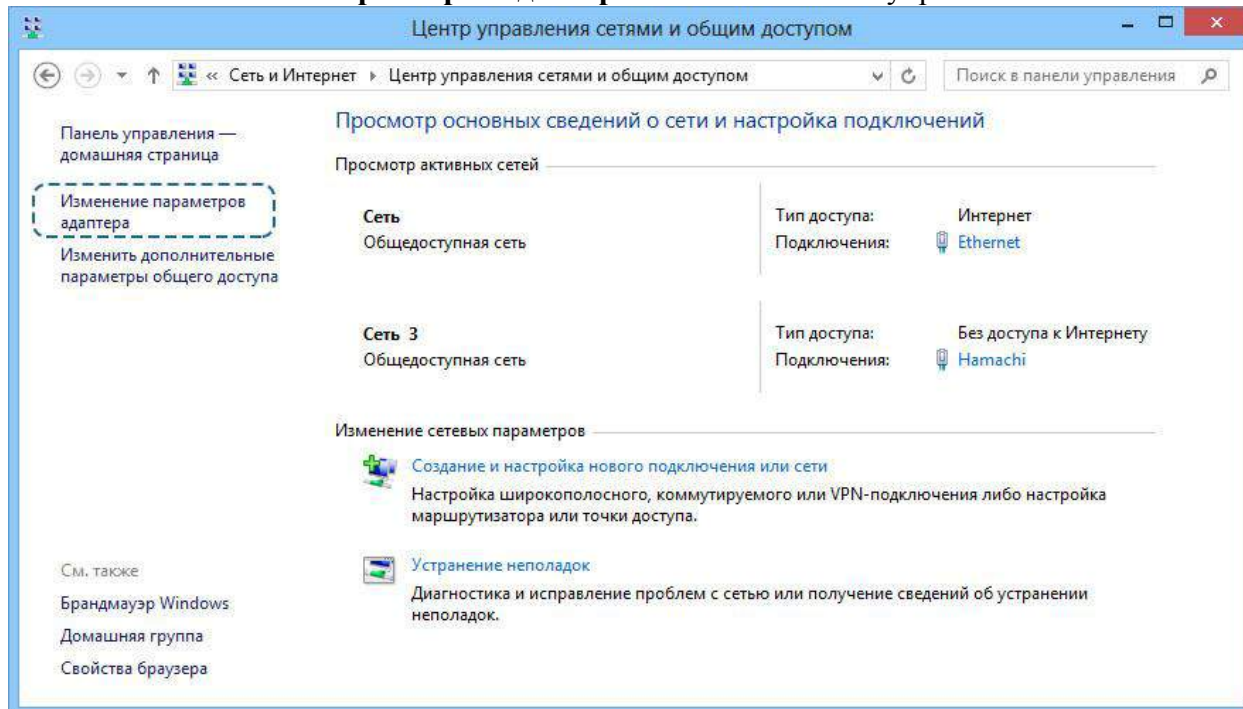 Центр управления сетями и общим доступом
« Сеть и Интернет ▸ Центр управления сетями и общим доступом
Поиск в панели управления
Панель управления —
домашняя страница
Изменение параметров
адаптера
Изменить дополнительные
параметры общего доступа
Просмотр основных сведений о сети и настройка подключений
Просмотр активных сетей
Сеть
Тип доступа: Интернет
Общедоступная сеть
Подключения: Ethernet
Сеть 3
Тип доступа: Без доступа к Интернету
Общедоступная сеть
Подключения: Hamachi
Изменение сетевых параметров
Создание и настройка нового подключения или сети
Настройка широкополосного, коммутируемого или VPN-подключения либо настройка
маршрутизатора или точки доступа.
Устранение неполадок
Диагностика и исправление проблем с сетью или получение сведений об устранении
неполадок.
См. также
Брандмауэр Windows
Домашняя группа
Свойства браузера